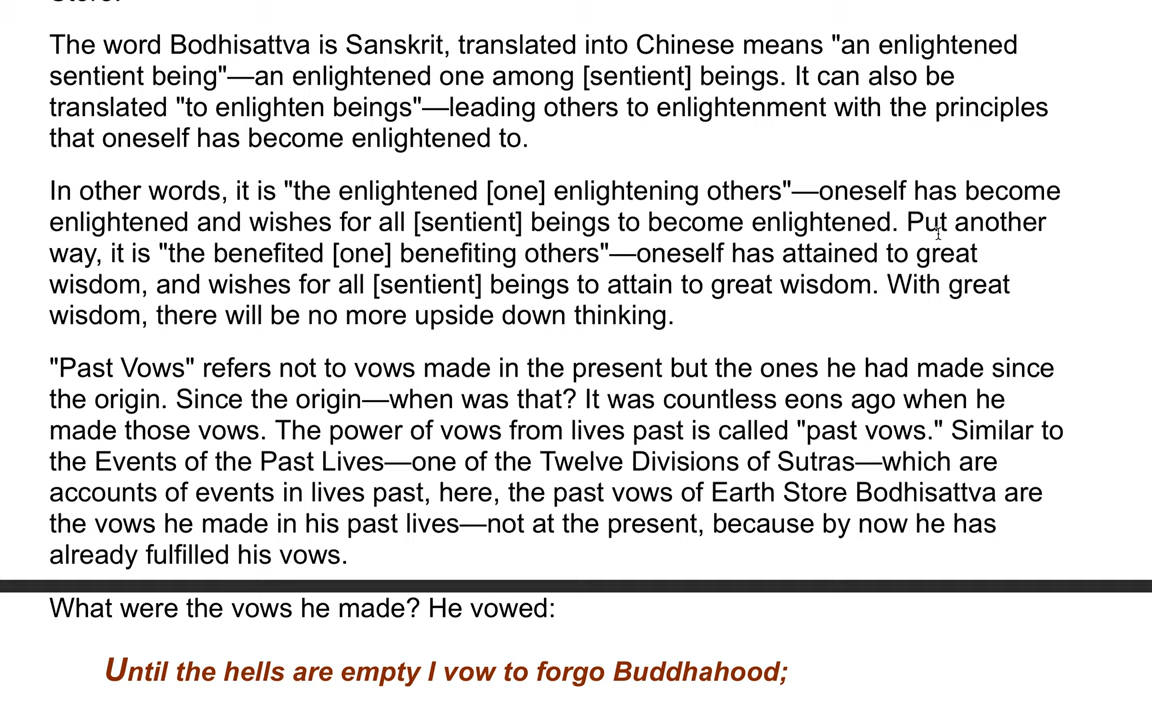 The word Bodhisattva is Sanskrit, translated into Chinese means "an enlightened
sentient being"—an enlightened one among [sentient] beings. It can also be
translated "to enlighten beings"—leading others to enlightenment with the principles
that oneself has become enlightened to.
In other words, it is "the enlightened [one] enlightening others"—oneself has become
enlightened and wishes for all [sentient] beings to become enlightened. Put another
way, it is "the benefited [one] benefiting others"—oneself has attained to great
wisdom, and wishes for all [sentient] beings to attain to great wisdom. With great
wisdom, there will be no more upside down thinking.
"Past Vows" refers not to vows made in the present but the ones he had made since
the origin. Since the origin—when was that? It was countless eons ago when he
made those vows. The power of vows from lives past is called "past vows." Similar to
the Events of the Past Lives—one of the Twelve Divisions of Sutras—which are
accounts of events in lives past, here, the past vows of Earth Store Bodhisattva are
the vows he made in his past lives—not at the present, because by now he has
already fulfilled his vows.
What were the vows he made? He vowed:
Until the hells are empty I vow to forgo Buddhahood;